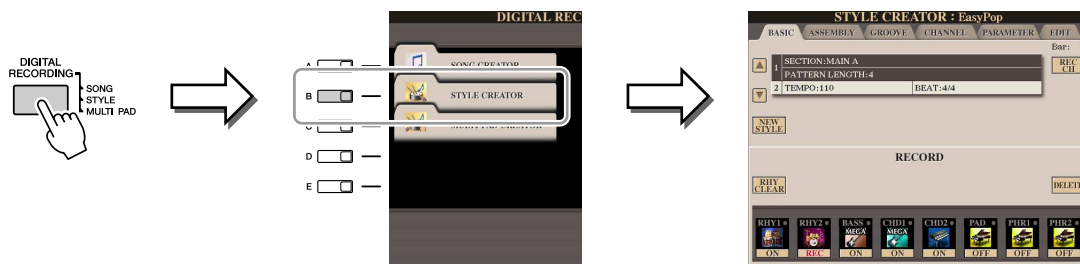 DIGITAL
RECORDING
SONG
STYLE
MULTI PAD
DIGITAL REC
A
SONG CREATOR
B
STYLE CREATOR
C
MULTI PAD CREATOR
D
E
STYLE CREATOR : EasyPop
BASIC ASSEMBLY GROOVE CHANNEL PARAMETER EDIT
Bar:
1 SECTION:MAIN A
PATTERN LENGTH:4
REC
CH
2 TEMPO:110 BEAT:4/4
NEW
STYLE
RECORD
RHY
CLEAR
DELETE
RHY1 RHY2 BASS CHD1 CHD2 PAD PHR1 PHR2
MEGA MEGA
ON REC ON ON ON OFF OFF OFF